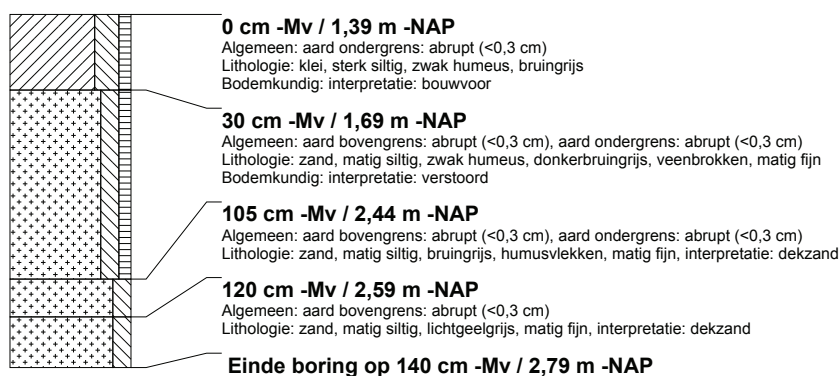 0 cm -Mv / 1,39 m -NAP
Algemeen: aard ondergrens: abrupt (<0,3 cm)
Lithologie: klei, sterk siltig, zwak humeus, bruingrijs
Bodemkundig: interpretatie: bouwvoor
30 cm -Mv / 1,69 m -NAP
Algemeen: aard bovengrens: abrupt (<0,3 cm), aard ondergrens: abrupt (<0,3 cm)
Lithologie: zand, matig siltig, zwak humeus, donkerbruingrijs, veenbrokken, matig fijn
Bodemkundig: interpretatie: verstoord
105 cm -Mv / 2,44 m -NAP
Algemeen: aard bovengrens: abrupt (<0,3 cm), aard ondergrens: abrupt (<0,3 cm)
Lithologie: zand, matig siltig, bruingrijs, humusvlekken, matig fijn, interpretatie: dekzand
120 cm -Mv / 2,59 m -NAP
Algemeen: aard bovengrens: abrupt (<0,3 cm)
Lithologie: zand, matig siltig, lichtgeelgrijs, matig fijn, interpretatie: dekzand
Einde boring op 140 cm -Mv / 2,79 m -NAP